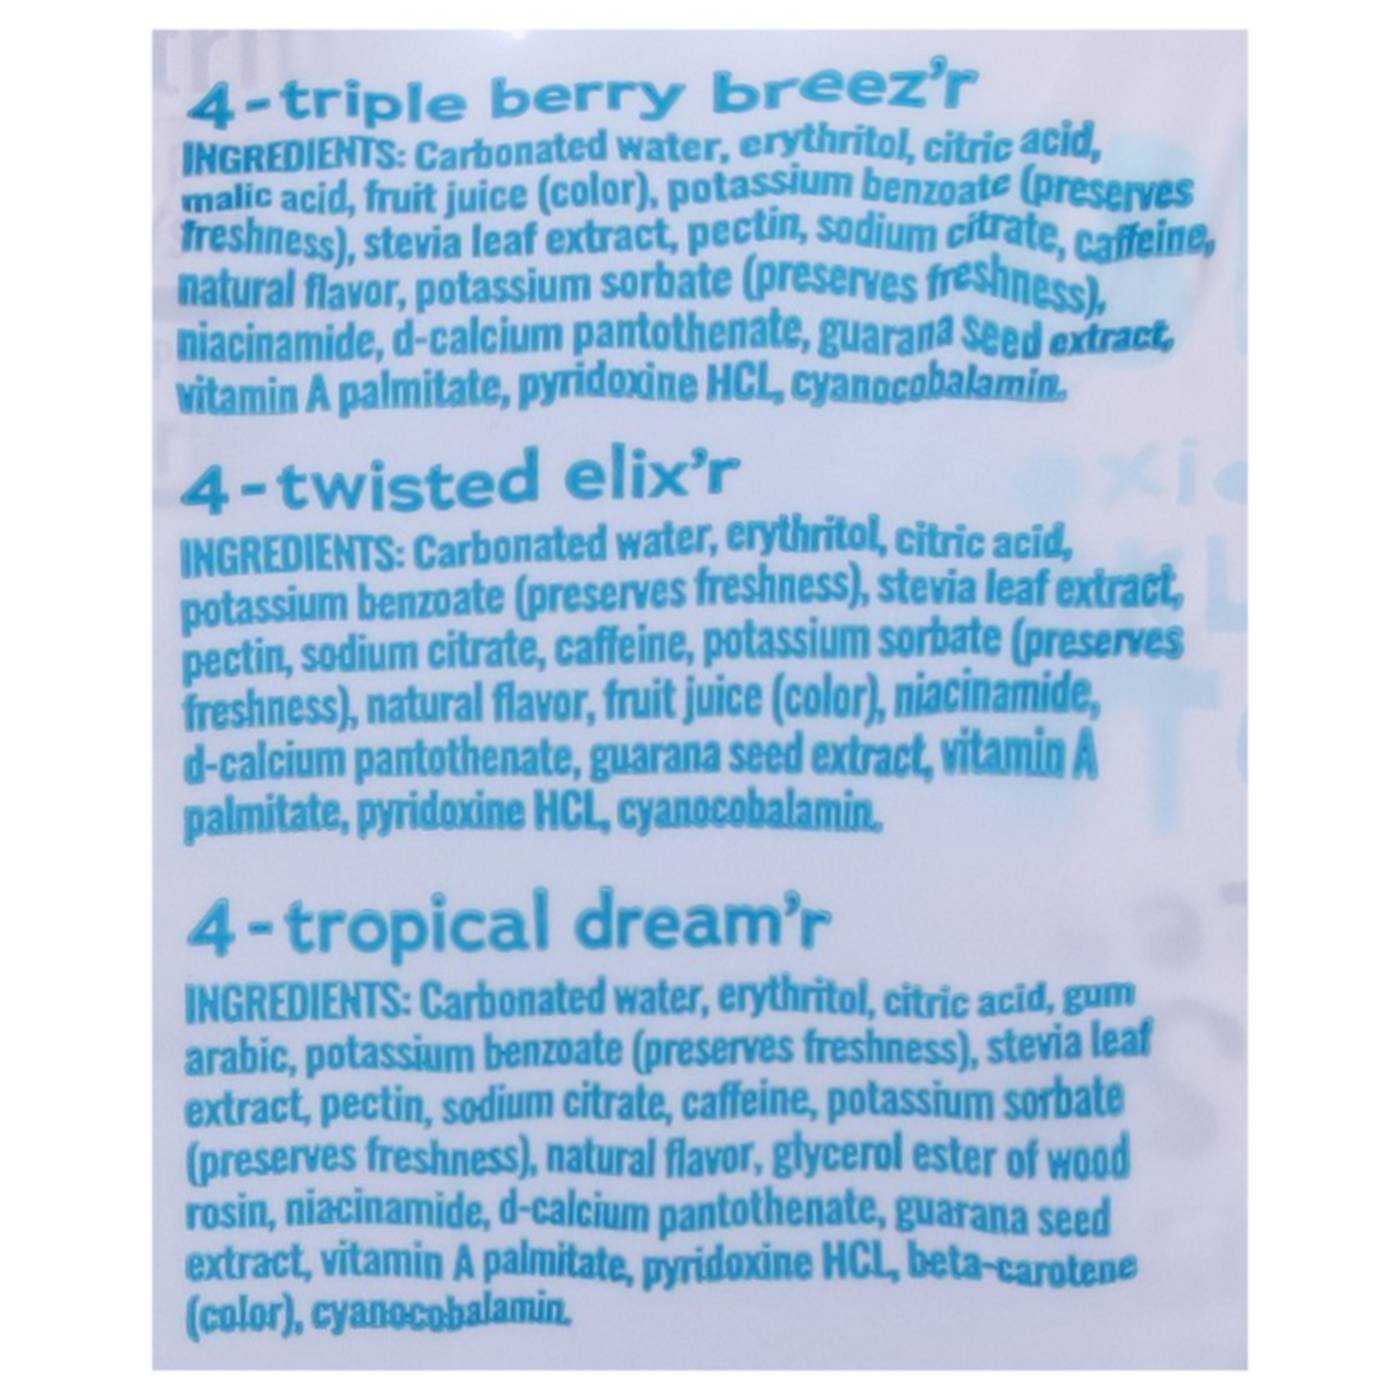 4-triple berry breez'r
INGREDIENTS: Carbonated water, erythritol, citric acid,
malic acid, fruit juice (color), potassium benzoate (preserves
freshness), stevia leaf extract, pectin, sodium citrate, caffeine,
natural flavor, potassium sorbate (preserves freshness),
niacinamide, d-calcium pantothenate, guarana seed extract,
vitamin A palmitate, pyridoxine HCL, cyanocobalamin.
4-twisted elix'r
INGREDIENTS: Carbonated water, erythritol, citric acid,
potassium benzoate (preserves freshness), stevia leaf extract,
pectin, sodium citrate, caffeine, potassium sorbate (preserves
freshness), natural flavor, fruit juice (color), niacinamide,
d-calcium pantothenate, guarana seed extract, vitamin A
palmitate, pyridoxine HCL, cyanocobalamin.
4-tropical dream'r
INGREDIENTS: Carbonated water, erythritol, citric acid, gum
arabic, potassium benzoate (preserves freshness), stevia leaf
extract, pectin, sodium citrate, caffeine, potassium sorbate
(preserves freshness), natural flavor, glycerol ester of wood
rosin, niacinamide, d-calcium pantothenate, guarana seed
extract, vitamin A palmitate, pyridoxine HCL, beta-carotene
(color), cyanocobalamin.